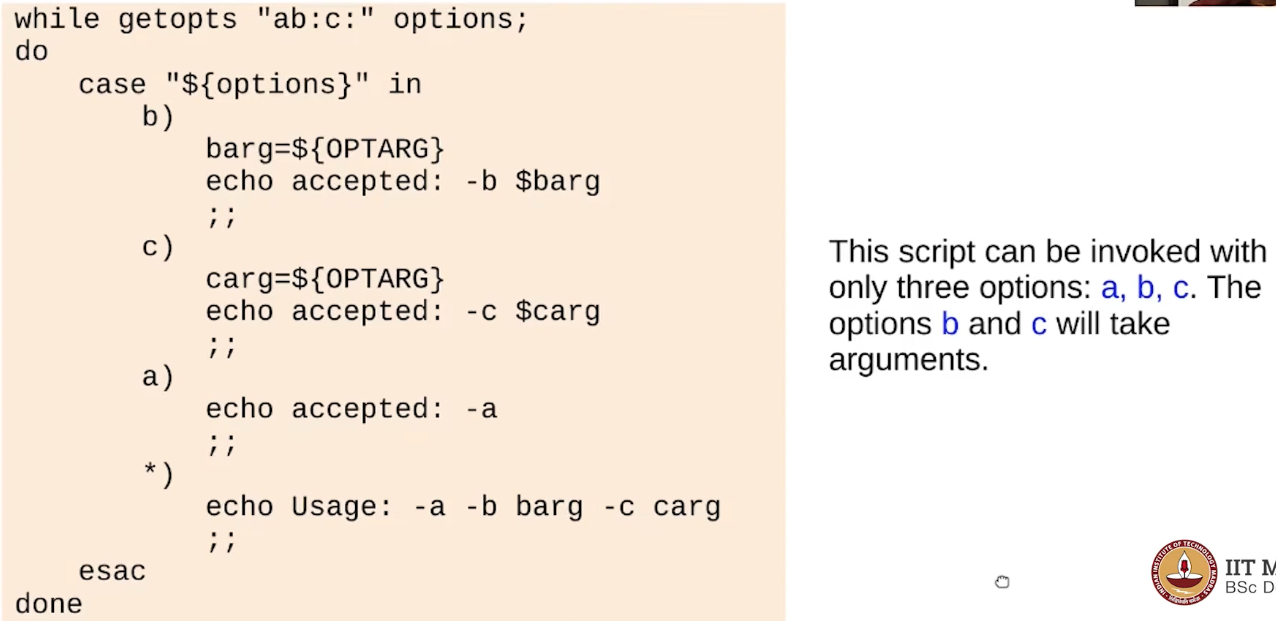 while getopts "ab:c:" options;
do
    case "${options}" in
        b)
            barg=${OPTARG}
            echo accepted: -b $barg
            ;;
        c)
            carg=${OPTARG}
            echo accepted: -c $carg
            ;;
        a)
            echo accepted: -a
            ;;
        *)
            echo Usage: -a -b barg -c carg
            ;;
    esac
done
This script can be invoked with
only three options: a, b, c. The
options b and c will take
arguments.
IIT M
BSc D